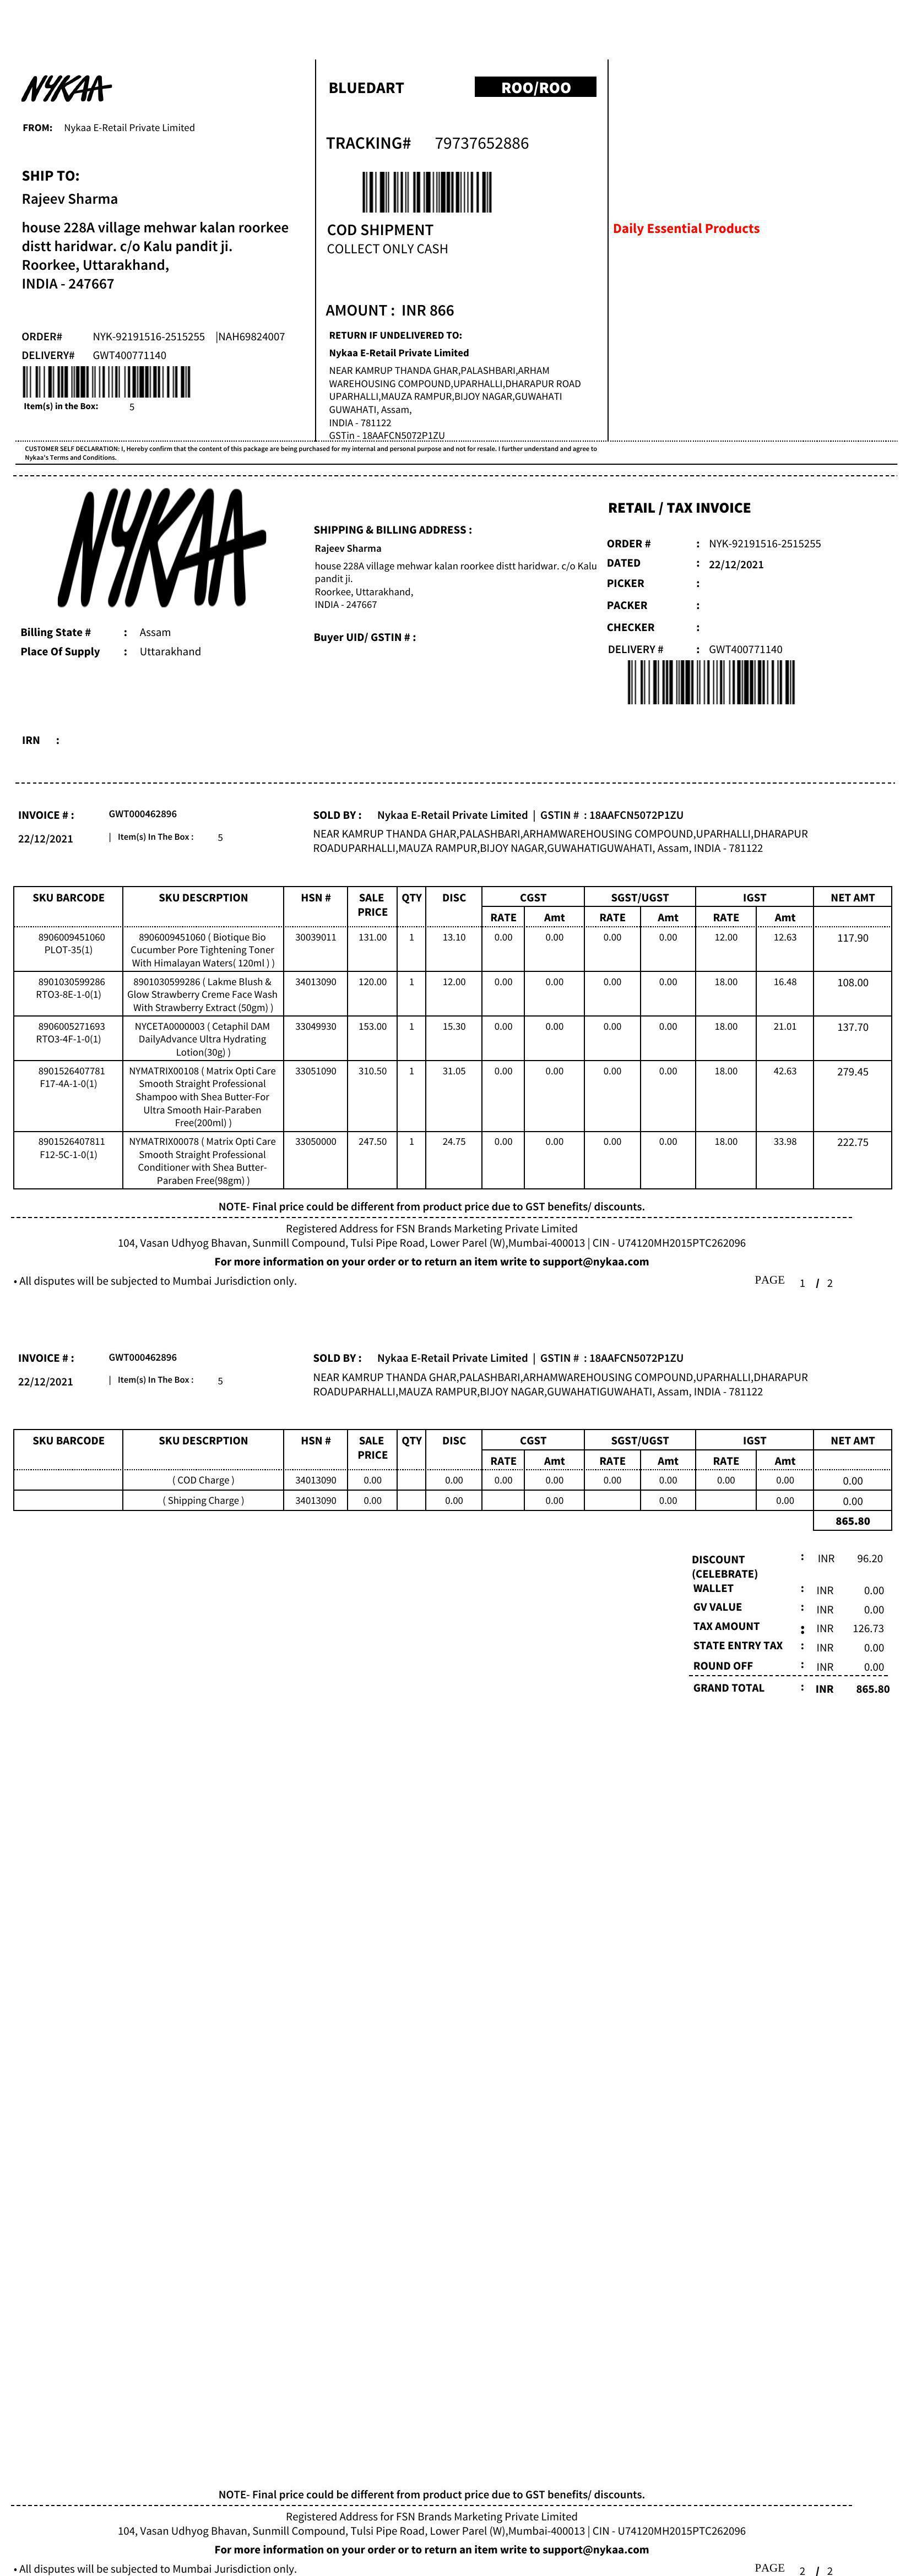 NYKAA
FROM: Nykaa E-Retail Private Limited
SHIP TO:
Rajeev Sharma
house 228A village mehwar kalan roorkee
distt haridwar. c/o Kalu pandit ji.
Roorkee, Uttarakhand,
INDIA - 247667
ORDER# NYK-92191516-2515255 |NAH69824007
DELIVERY# GWT400771140
Item(s) in the Box: 5
BLUEDART ROO/ROO
TRACKING# 79737652886
COD SHIPMENT
COLLECT ONLY CASH
AMOUNT : INR 866
RETURN IF UNDELIVERED TO:
Nykaa E-Retail Private Limited
NEAR KAMRUP THANDA GHAR,PALASHBARI,ARHAM
WAREHOUSING COMPOUND,UPARHALLI,DHARAPUR ROAD
UPARHALLI,MAUZA RAMPUR,BIJOY NAGAR,GUWAHATI
GUWAHATI, Assam,
INDIA - 781122
GSTin - 18AAFCN5072P1ZU
Daily Essential Products
CUSTOMER SELF DECLARATION: I, Hereby confirm that the content of this package are being purchased for my internal and personal purpose and not for resale. I further understand and agree to
Nykaa's Terms and Conditions.
NYKAA
Billing State # : Assam
Place Of Supply : Uttarakhand
IRN :
SHIPPING & BILLING ADDRESS :
Rajeev Sharma
house 228A village mehwar kalan roorkee distt haridwar. c/o Kalu
pandit ji.
Roorkee, Uttarakhand,
INDIA - 247667
Buyer UID/ GSTIN # :
RETAIL / TAX INVOICE
ORDER # : NYK-92191516-2515255
DATED : 22/12/2021
PICKER :
PACKER :
CHECKER :
DELIVERY # : GWT400771140
INVOICE # : GWT000462896
22/12/2021 | Item(s) In The Box : 5
SOLD BY : Nykaa E-Retail Private Limited | GSTIN # : 18AAFCN5072P1ZU
NEAR KAMRUP THANDA GHAR,PALASHBARI,ARHAMWAREHOUSING COMPOUND,UPARHALLI,DHARAPUR
ROADUPARHALLI,MAUZA RAMPUR,BIJOY NAGAR,GUWAHATIGUWAHATI, Assam, INDIA - 781122
SKU BARCODE SKU DESCRPTION HSN # SALE QTY DISC CGST SGST/UGST IGST NET AMT
PRICE RATE Amt RATE Amt RATE Amt
8906009451060 8906009451060 ( Biotique Bio 30039011 131.00 1 13.10 0.00 0.00 0.00 0.00 12.00 12.63 117.90
PLOT-35(1) Cucumber Pore Tightening Toner
With Himalayan Waters( 120ml ) )
8901030599286 8901030599286 ( Lakme Blush & 34013090 120.00 1 12.00 0.00 0.00 0.00 0.00 18.00 16.48 108.00
RTO3-8E-1-0(1) Glow Strawberry Creme Face Wash
With Strawberry Extract (50gm) )
8906005271693 NYCETA0000003 ( Cetaphil DAM 33049930 153.00 1 15.30 0.00 0.00 0.00 0.00 18.00 21.01 137.70
RTO3-4F-1-0(1) DailyAdvance Ultra Hydrating
Lotion(30g) )
8901526407781 NYMATRIX00108 ( Matrix Opti Care 33051090 310.50 1 31.05 0.00 0.00 0.00 0.00 18.00 42.63 279.45
F17-4A-1-0(1) Smooth Straight Professional
Shampoo with Shea Butter-For
Ultra Smooth Hair-Paraben
Free(200ml) )
8901526407811 NYMATRIX00078 ( Matrix Opti Care 33050000 247.50 1 24.75 0.00 0.00 0.00 0.00 18.00 33.98 222.75
F12-5C-1-0(1) Smooth Straight Professional
Conditioner with Shea Butter-
Paraben Free(98gm) )
NOTE- Final price could be different from product price due to GST benefits/ discounts.
Registered Address for FSN Brands Marketing Private Limited
104, Vasan Udhyog Bhavan, Sunmill Compound, Tulsi Pipe Road, Lower Parel (W),Mumbai-400013 | CIN - U74120MH2015PTC262096
For more information on your order or to return an item write to support@nykaa.com
• All disputes will be subjected to Mumbai Jurisdiction only. PAGE 1 / 2
INVOICE # : GWT000462896
22/12/2021 | Item(s) In The Box : 5
SOLD BY : Nykaa E-Retail Private Limited | GSTIN # : 18AAFCN5072P1ZU
NEAR KAMRUP THANDA GHAR,PALASHBARI,ARHAMWAREHOUSING COMPOUND,UPARHALLI,DHARAPUR
ROADUPARHALLI,MAUZA RAMPUR,BIJOY NAGAR,GUWAHATIGUWAHATI, Assam, INDIA - 781122
SKU BARCODE SKU DESCRPTION HSN # SALE QTY DISC CGST SGST/UGST IGST NET AMT
PRICE RATE Amt RATE Amt RATE Amt
( COD Charge ) 34013090 0.00 0.00 0.00 0.00 0.00 0.00 0.00 0.00 0.00
( Shipping Charge ) 34013090 0.00 0.00 0.00 0.00 0.00 0.00
865.80
DISCOUNT : INR 96.20
(CELEBRATE)
WALLET : INR 0.00
GV VALUE : INR 0.00
TAX AMOUNT : INR 126.73
STATE ENTRY TAX : INR 0.00
ROUND OFF : INR 0.00
GRAND TOTAL : INR 865.80
NOTE- Final price could be different from product price due to GST benefits/ discounts.
Registered Address for FSN Brands Marketing Private Limited
104, Vasan Udhyog Bhavan, Sunmill Compound, Tulsi Pipe Road, Lower Parel (W),Mumbai-400013 | CIN - U74120MH2015PTC262096
For more information on your order or to return an item write to support@nykaa.com
• All disputes will be subjected to Mumbai Jurisdiction only. PAGE 2 / 2